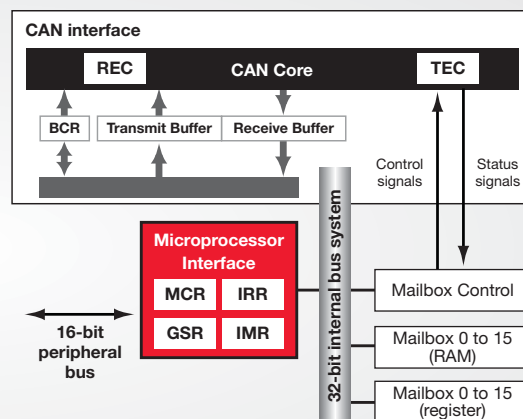 CAN interface
REC
CAN Core
TEC
BCR
Transmit Buffer
Receive Buffer
Control
signals
Status
signals
32-bit internal bus system
Microprocessor
Interface
MCR
IRR
GSR
IMR
16-bit
peripheral
bus
Mailbox Control
Mailbox 0 to 15
(RAM)
Mailbox 0 to 15
(register)